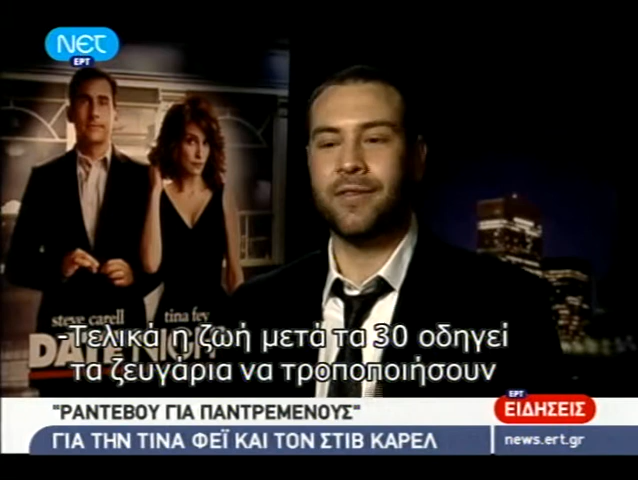 NET
ΕΡΤ
steve carell tina fey
DATE NIGHT
-Τελικά η ζωή μετά τα 30 οδηγεί
τα ζευγάρια να τροποποιήσουν
"ΡΑΝΤΕΒΟΥ ΓΙΑ ΠΑΝΤΡΕΜΕΝΟΥΣ"
ΕΡΤ
ΕΙΔΗΣΕΙΣ
ΓΙΑ ΤΗΝ ΤΙΝΑ ΦΕΪ ΚΑΙ ΤΟΝ ΣΤΙΒ ΚΑΡΕΛ
news.ert.gr